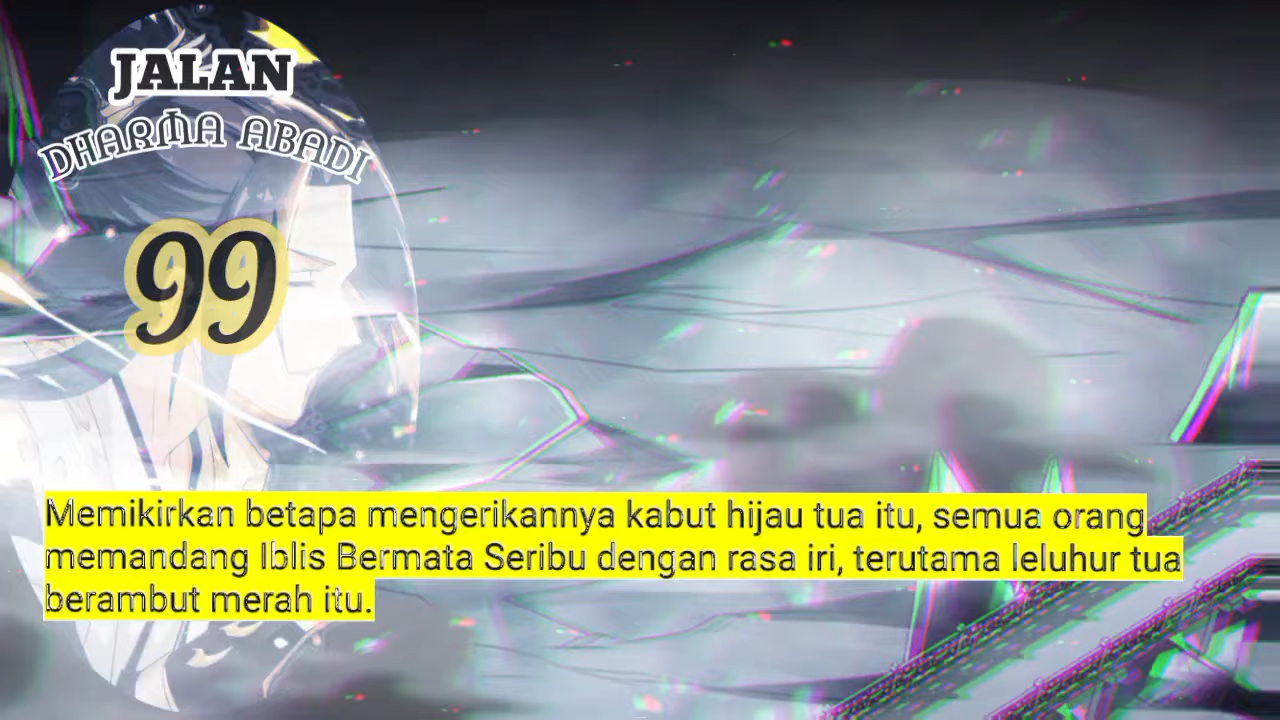 JALAN
DHARMA ABADI
99
Memikirkan betapa mengerikannya kabut hijau tua itu, semua orang
memandang Iblis Bermata Seribu dengan rasa iri, terutama leluhur tua
berambut merah itu.